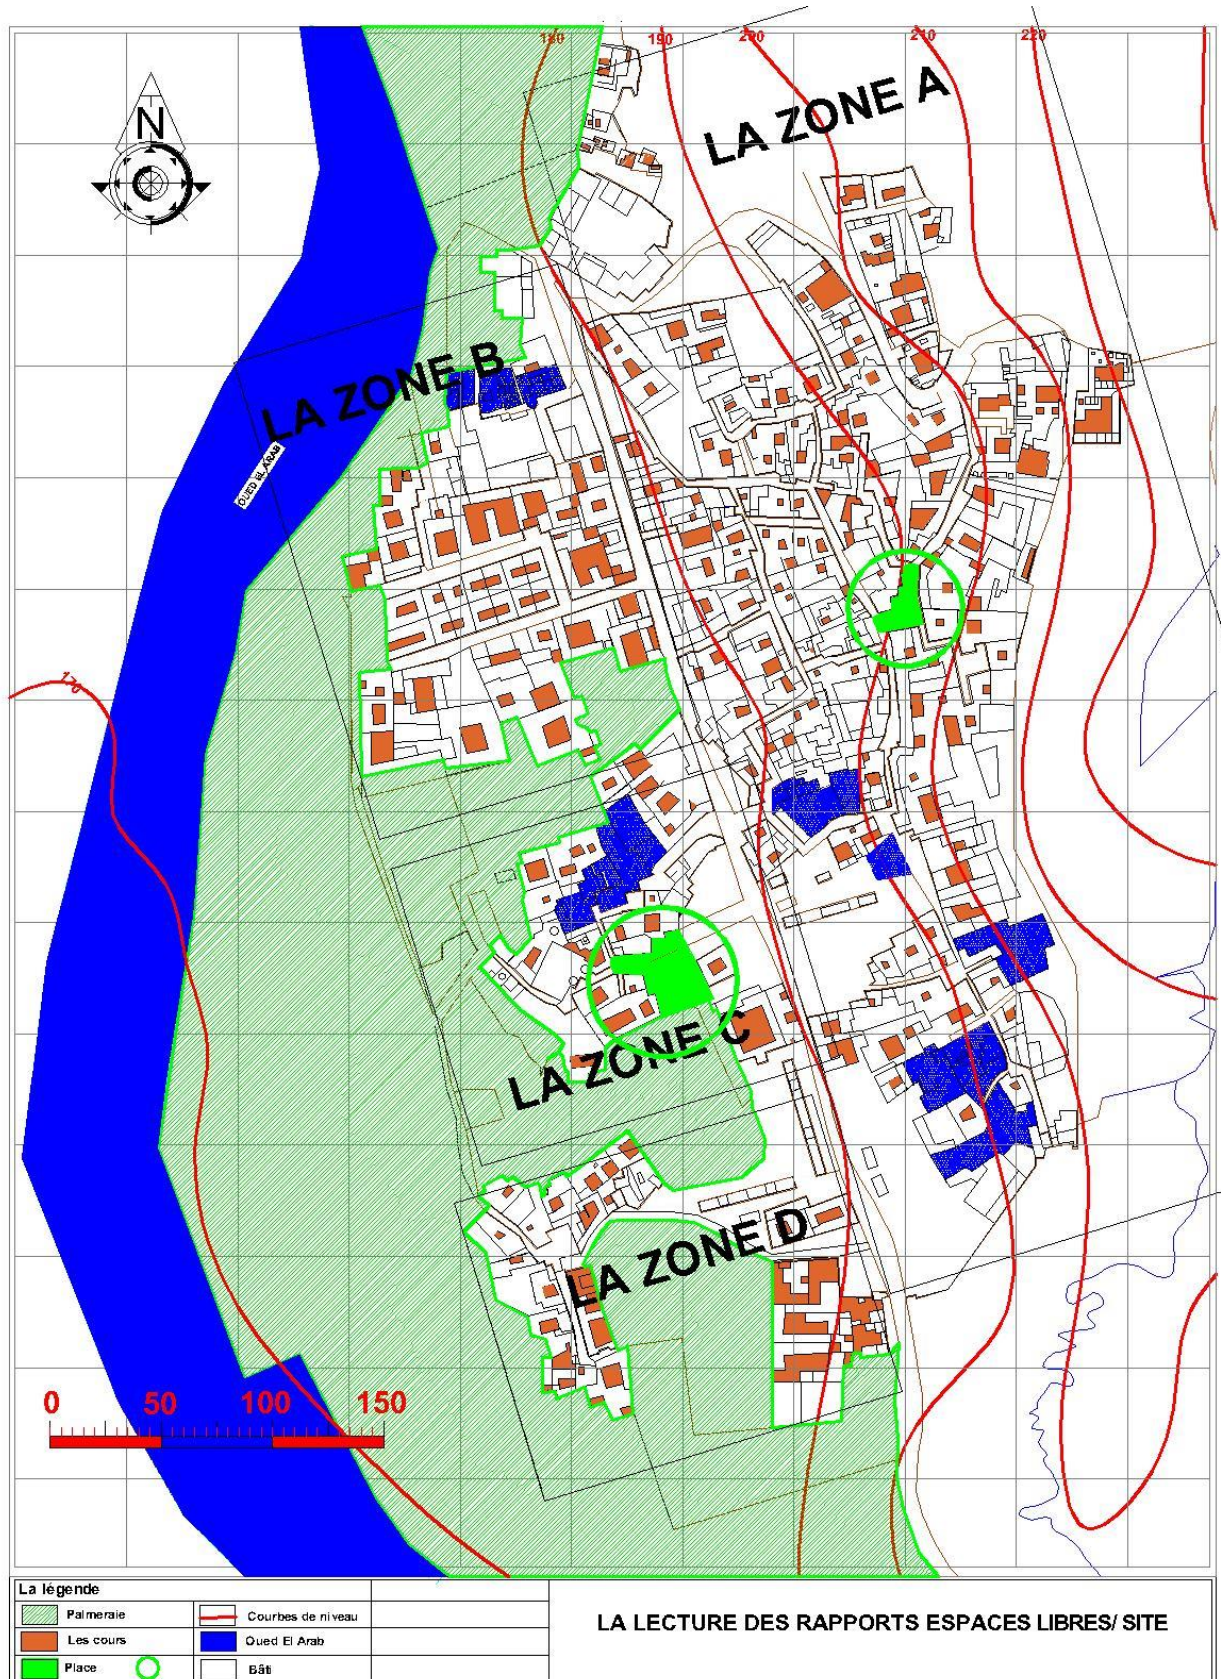 180 190 200 210 220
LA ZONE A
N
LA ZONE B
OUED EL ARAB
170
LA ZONE C
LA ZONE D
0 50 100 150
La légende
Palmeraie
Courbes de niveau
Les cours
Oued El Arab
Place
Bâti
LA LECTURE DES RAPPORTS ESPACES LIBRES/ SITE